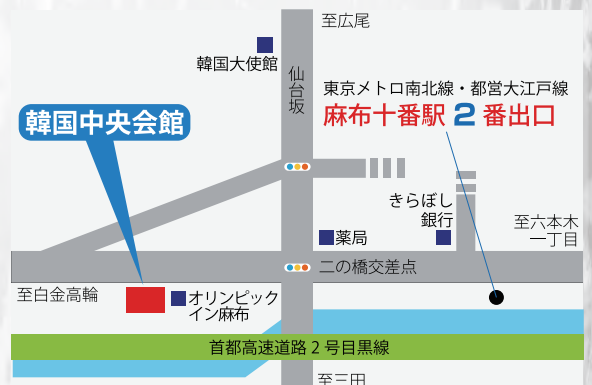 至広尾
韓国大使館
仙台坂
東京メトロ南北線・都営大江戸線
麻布十番駅 2 番出口
韓国中央会館
きらぼし
銀行
至六本木
一丁目
薬局
二の橋交差点
至白金高輪
オリンピック
イン麻布
首都高速道路 2 号目黒線
至三田